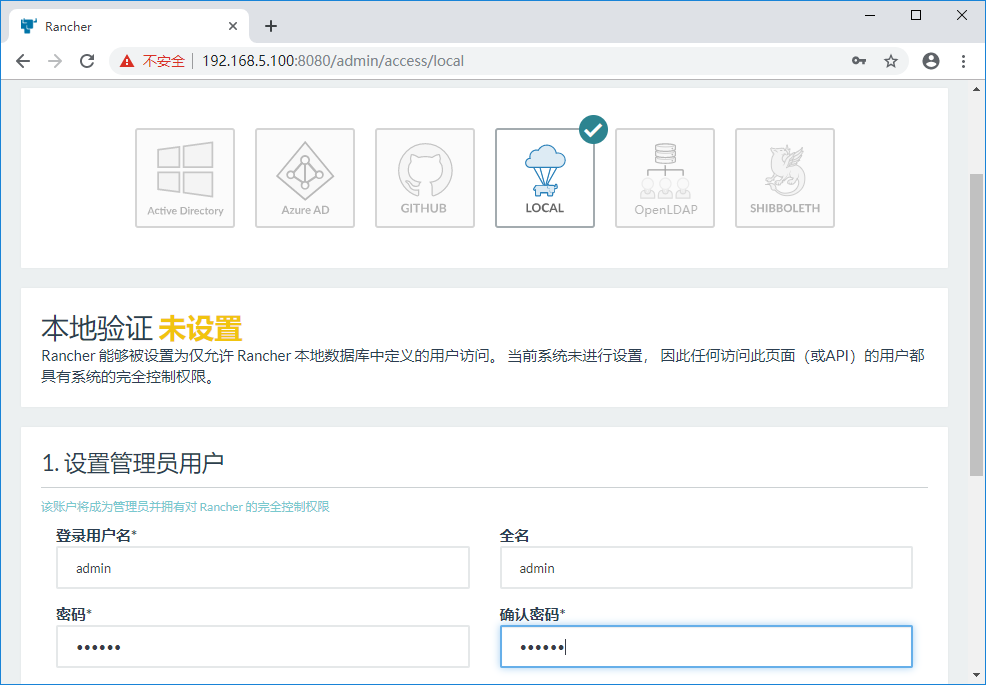 Rancher
不安全 192.168.5.100:8080/admin/access/local
Active Directory
Azure AD
GITHUB
LOCAL
OpenLDAP
SHIBBOLETH
本地验证 未设置
Rancher 能够被设置为仅允许 Rancher 本地数据库中定义的用户访问。 当前系统未进行设置， 因此任何访问此页面（或API）的用户都
具有系统的完全控制权限。
1. 设置管理员用户
该账户将成为管理员并拥有对 Rancher 的完全控制权限
登录用户名* 全名
admin admin
密码* 确认密码*
•••••• ••••••